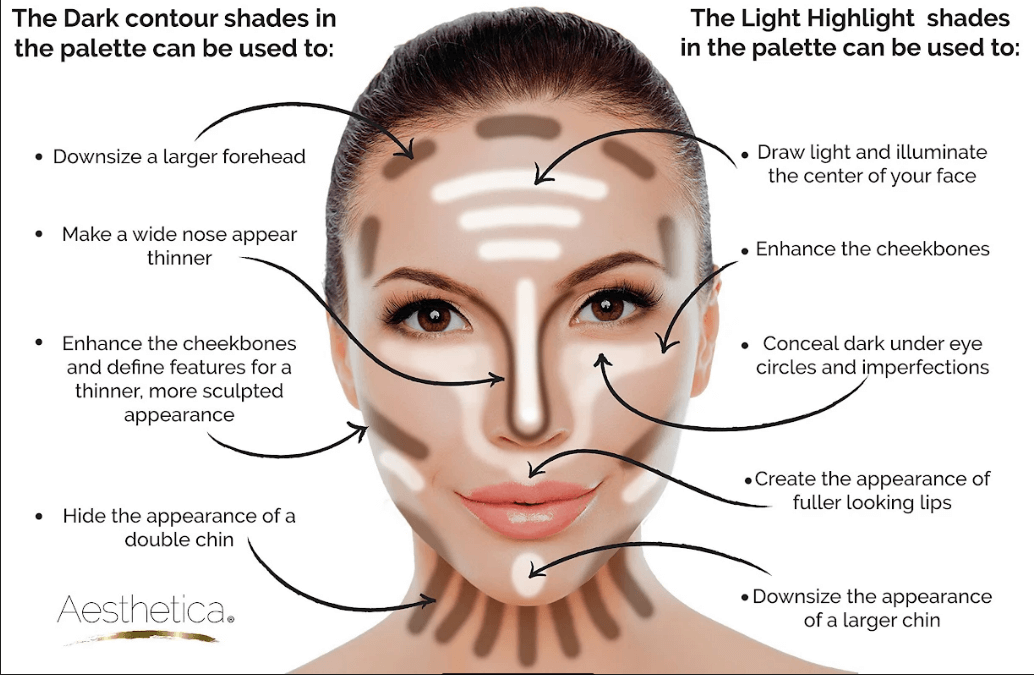 The Dark contour shades in
the palette can be used to:
• Downsize a larger forehead
• Make a wide nose appear
thinner
• Enhance the cheekbones
and define features for a
thinner, more sculpted
appearance
• Hide the appearance of a
double chin
Aesthetica®
The Light Highlight shades
in the palette can be used to:
• Draw light and illuminate
the center of your face
• Enhance the cheekbones
• Conceal dark under eye
circles and imperfections
• Create the appearance of
fuller looking lips
• Downsize the appearance
of a larger chin